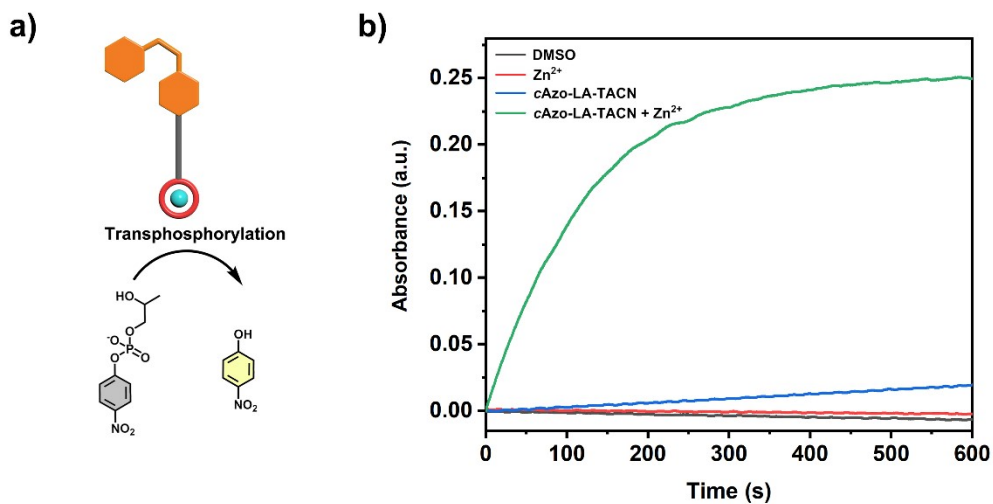 a)
Transphosphorylation
HO
O
-O
P
O
O
NO₂
OH
NO₂
b)
DMSO
Zn²⁺
cAzo-LA-TACN
cAzo-LA-TACN + Zn²⁺
Absorbance (a.u.)
0.25
0.20
0.15
0.10
0.05
0.00
0 100 200 300 400 500 600
Time (s)